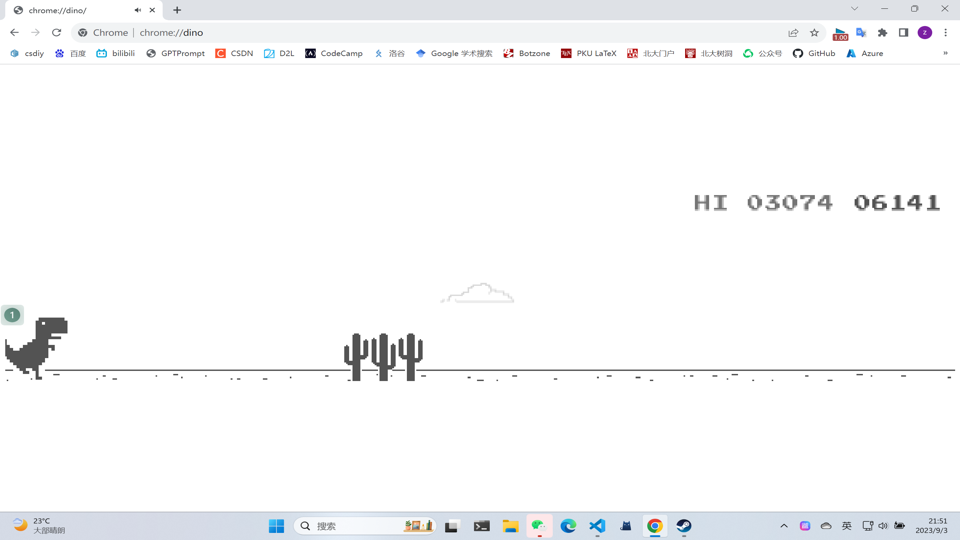 chrome://dino/
Chrome | chrome://dino
1.00
z
csdiy 百度 bilibili GPTPrompt CSDN D2L CodeCamp 洛谷 Google 学术搜索 Botzone PKU LaTeX 北大门户 北大树洞 公众号 GitHub Azure »
HI 03074 06141
1
23°C
大部晴朗
搜索
英
21:51
2023/9/3